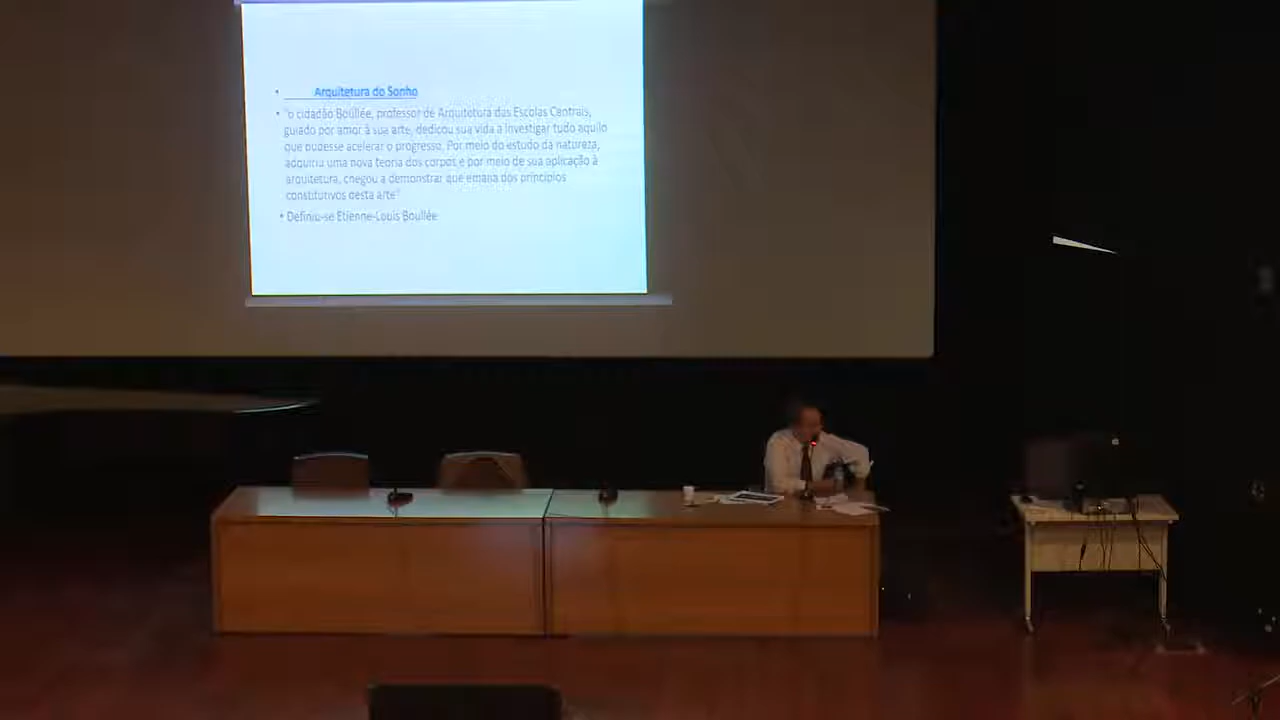 Arquitetura do Sonho
"o cidadão Boullée, professor de Arquitetura das Escolas Centrais,
guiado por amor à sua arte, dedicou sua vida a investigar tudo aquilo
que pudesse acelerar o progresso. Por meio do estudo da natureza,
adquiriu uma nova teoria dos corpos e por meio de sua aplicação à
arquitetura, chegou a demonstrar que emana dos princípios
constitutivos desta arte"
Definiu-se Etienne-Louis Boullée